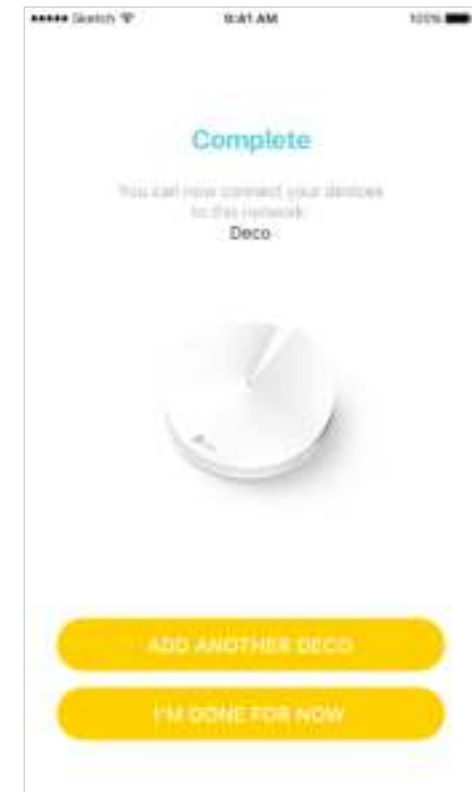 Sketch 9:41 AM 100%
Complete
You can now connect your devices
to this network:
Deco
ADD ANOTHER DECO
I'M DONE FOR NOW